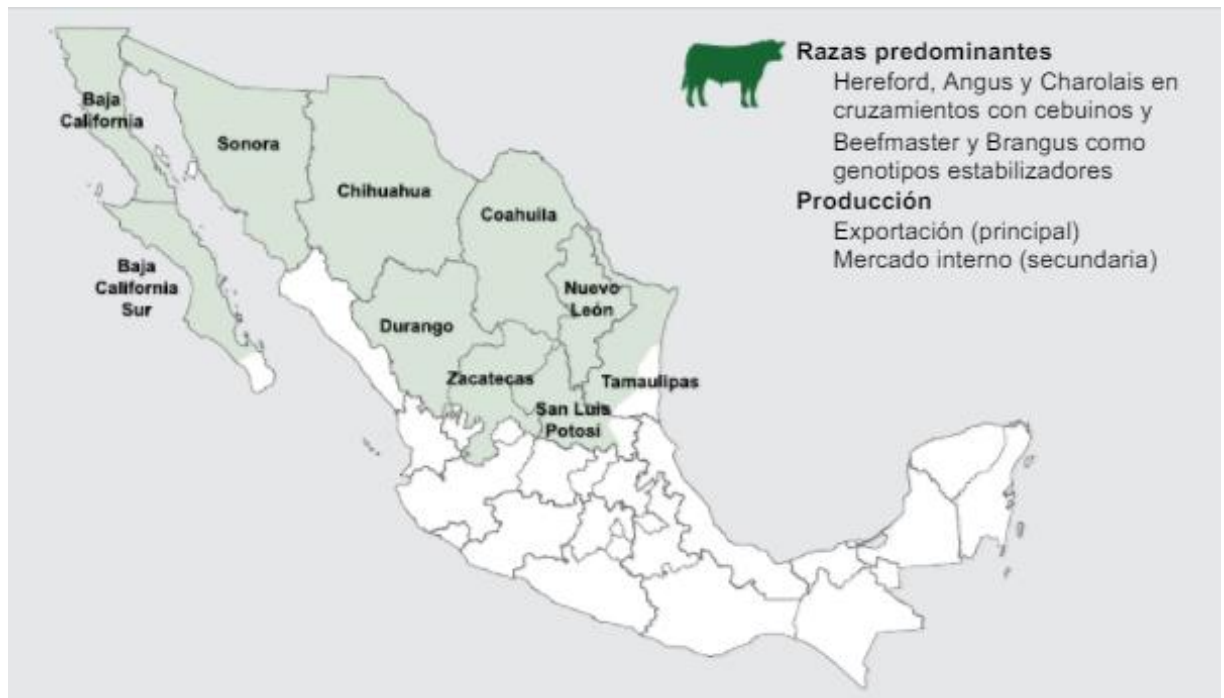 Razas predominantes
Hereford, Angus y Charolais en
cruzamientos con cebuinos y
Beefmaster y Brangus como
genotipos estabilizadores
Producción
Exportación (principal)
Mercado interno (secundaria)
Baja
California
Sonora
Chihuahua
Coahuila
Baja
California
Sur
Nuevo
León
Durango
Zacatecas
Tamaulipas
San Luis
Potosí